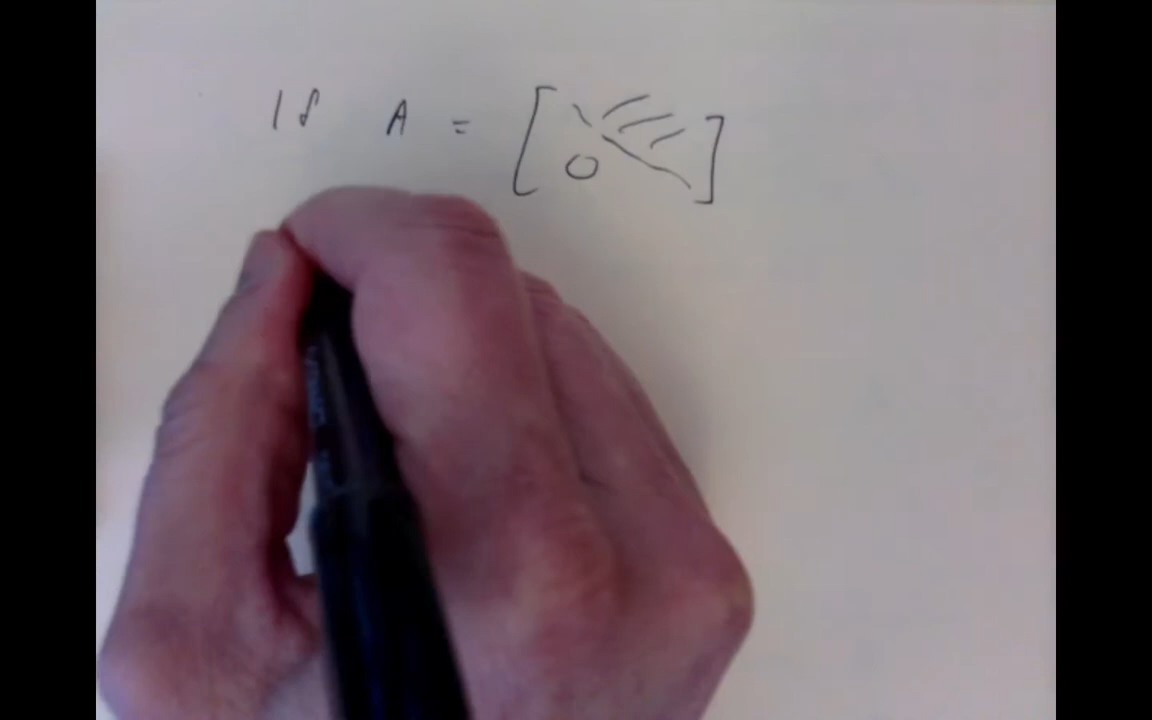 If A = [ 0 ]